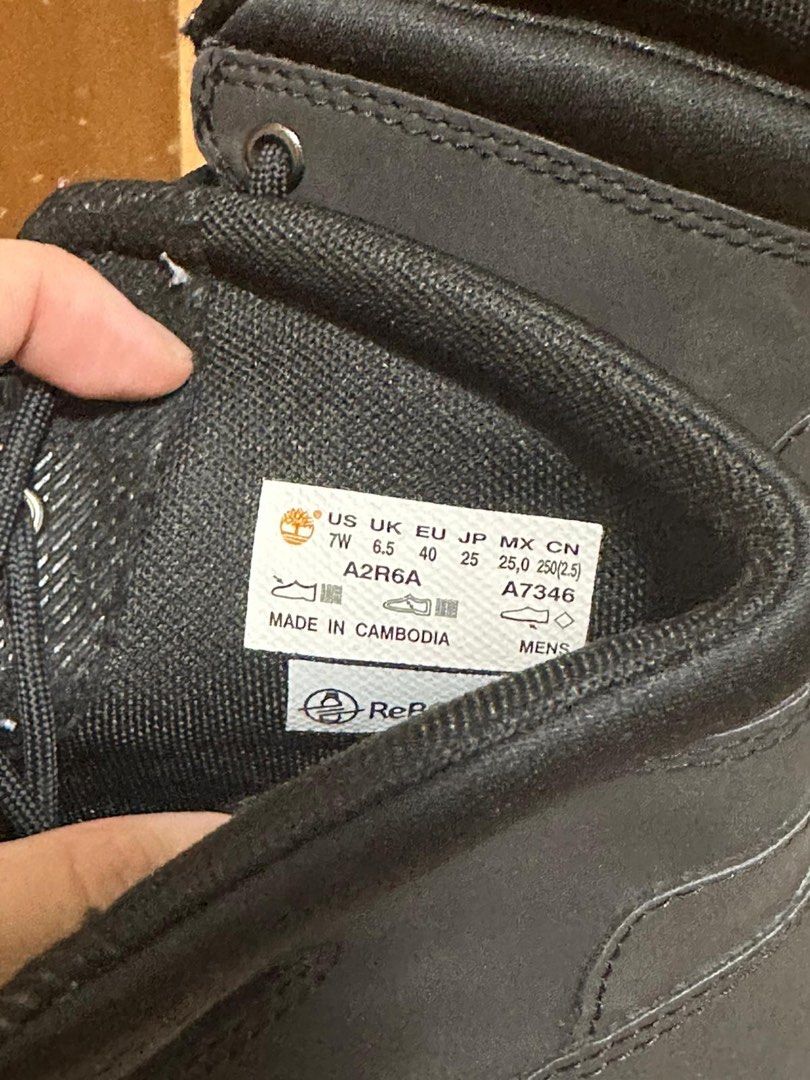 US UK EU JP MX CN
7W 6.5 40 25 25,0 250(2.5)
A2R6A A7346
MADE IN CAMBODIA MENS